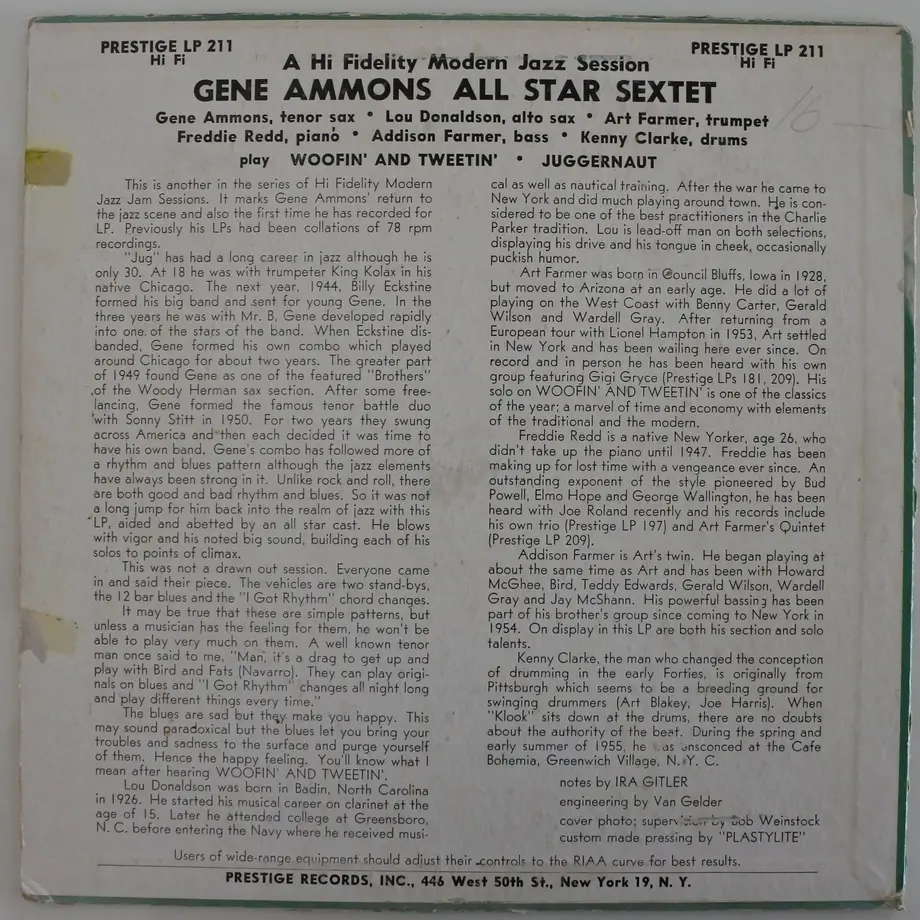 PRESTIGE LP 211
Hi Fi
PRESTIGE LP 211
Hi Fi
A Hi Fidelity Modern Jazz Session
GENE AMMONS ALL STAR SEXTET
Gene Ammons, tenor sax • Lou Donaldson, alto sax • Art Farmer, trumpet
Freddie Redd, piano • Addison Farmer, bass • Kenny Clarke, drums
play WOOFIN' AND TWEETIN' • JUGGERNAUT
16 —
This is another in the series of Hi Fidelity Modern
Jazz Jam Sessions. It marks Gene Ammons' return to
the jazz scene and also the first time he has recorded for
LP. Previously his LPs had been collations of 78 rpm
recordings.
"Jug" has had a long career in jazz although he is
only 30. At 18 he was with trumpeter King Kolax in his
native Chicago. The next year, 1944, Billy Eckstine
formed his big band and sent for young Gene. In the
three years he was with Mr. B, Gene developed rapidly
into one of the stars of the band. When Eckstine dis-
banded, Gene formed his own combo which played
around Chicago for about two years. The greater part
of 1949 found Gene as one of the featured "Brothers"
of the Woody Herman sax section. After some free-
lancing, Gene formed the famous tenor battle duo
with Sonny Stitt in 1950. For two years they swung
across America and then each decided it was time to
have his own band. Gene's combo has followed more of
a rhythm and blues pattern although the jazz elements
have always been strong in it. Unlike rock and roll, there
are both good and bad rhythm and blues. So it was not
a long jump for him back into the realm of jazz with this
LP, aided and abetted by an all star cast. He blows
with vigor and his noted big sound, building each of his
solos to points of climax.
This was not a drawn out session. Everyone came
in and said their piece. The vehicles are two stand-bys,
the 12 bar blues and the "I Got Rhythm" chord changes.
It may be true that these are simple patterns, but
unless a musician has the feeling for them, he won't be
able to play very much on them. A well known tenor
man once said to me, "Man, it's a drag to get up and
play with Bird and Fats (Navarro). They can play origi-
nals on blues and "I Got Rhythm" changes all night long
and play different things every time."
The blues are sad but they make you happy. This
may sound paradoxical but the blues let you bring your
troubles and sadness to the surface and purge yourself
of them. Hence the happy feeling. You'll know what I
mean after hearing WOOFIN' AND TWEETIN'.
Lou Donaldson was born in Badin, North Carolina
in 1926. He started his musical career on clarinet at the
age of 15. Later he attended college at Greensboro,
N. C. before entering the Navy where he received musi-
cal as well as nautical training. After the war he came to
New York and did much playing around town. He is con-
sidered to be one of the best practitioners in the Charlie
Parker tradition. Lou is lead-off man on both selections,
displaying his drive and his tongue in cheek, occasionally
puckish humor.
Art Farmer was born in Council Bluffs, Iowa in 1928,
but moved to Arizona at an early age. He did a lot of
playing on the West Coast with Benny Carter, Gerald
Wilson and Wardell Gray. After returning from a
European tour with Lionel Hampton in 1953, Art settled
in New York and has been wailing here ever since. On
record and in person he has been heard with his own
group featuring Gigi Gryce (Prestige LPs 181, 209). His
solo on WOOFIN' AND TWEETIN' is one of the classics
of the year; a marvel of time and economy with elements
of the traditional and the modern.
Freddie Redd is a native New Yorker, age 26, who
didn't take up the piano until 1947. Freddie has been
making up for lost time with a vengeance ever since. An
outstanding exponent of the style pioneered by Bud
Powell, Elmo Hope and George Wallington, he has been
heard with Joe Roland recently and his records include
his own trio (Prestige LP 197) and Art Farmer's Quintet
(Prestige LP 209).
Addison Farmer is Art's twin. He began playing at
about the same time as Art and has been with Howard
McGhee, Bird, Teddy Edwards, Gerald Wilson, Wardell
Gray and Jay McShann. His powerful bassing has been
part of his brother's group since coming to New York in
1954. On display in this LP are both his section and solo
talents.
Kenny Clarke, the man who changed the conception
of drumming in the early Forties, is originally from
Pittsburgh which seems to be a breeding ground for
swinging drummers (Art Blakey, Joe Harris). When
"Klook" sits down at the drums, there are no doubts
about the authority of the beat. During the spring and
early summer of 1955, he was ensconced at the Cafe
Bohemia, Greenwich Village, N. Y. C.
notes by IRA GITLER
engineering by Van Gelder
cover photo; supervision by Bob Weinstock
custom made pressing by "PLASTYLITE"
Users of wide-range equipment should adjust their controls to the RIAA curve for best results.
PRESTIGE RECORDS, INC., 446 West 50th St., New York 19, N. Y.